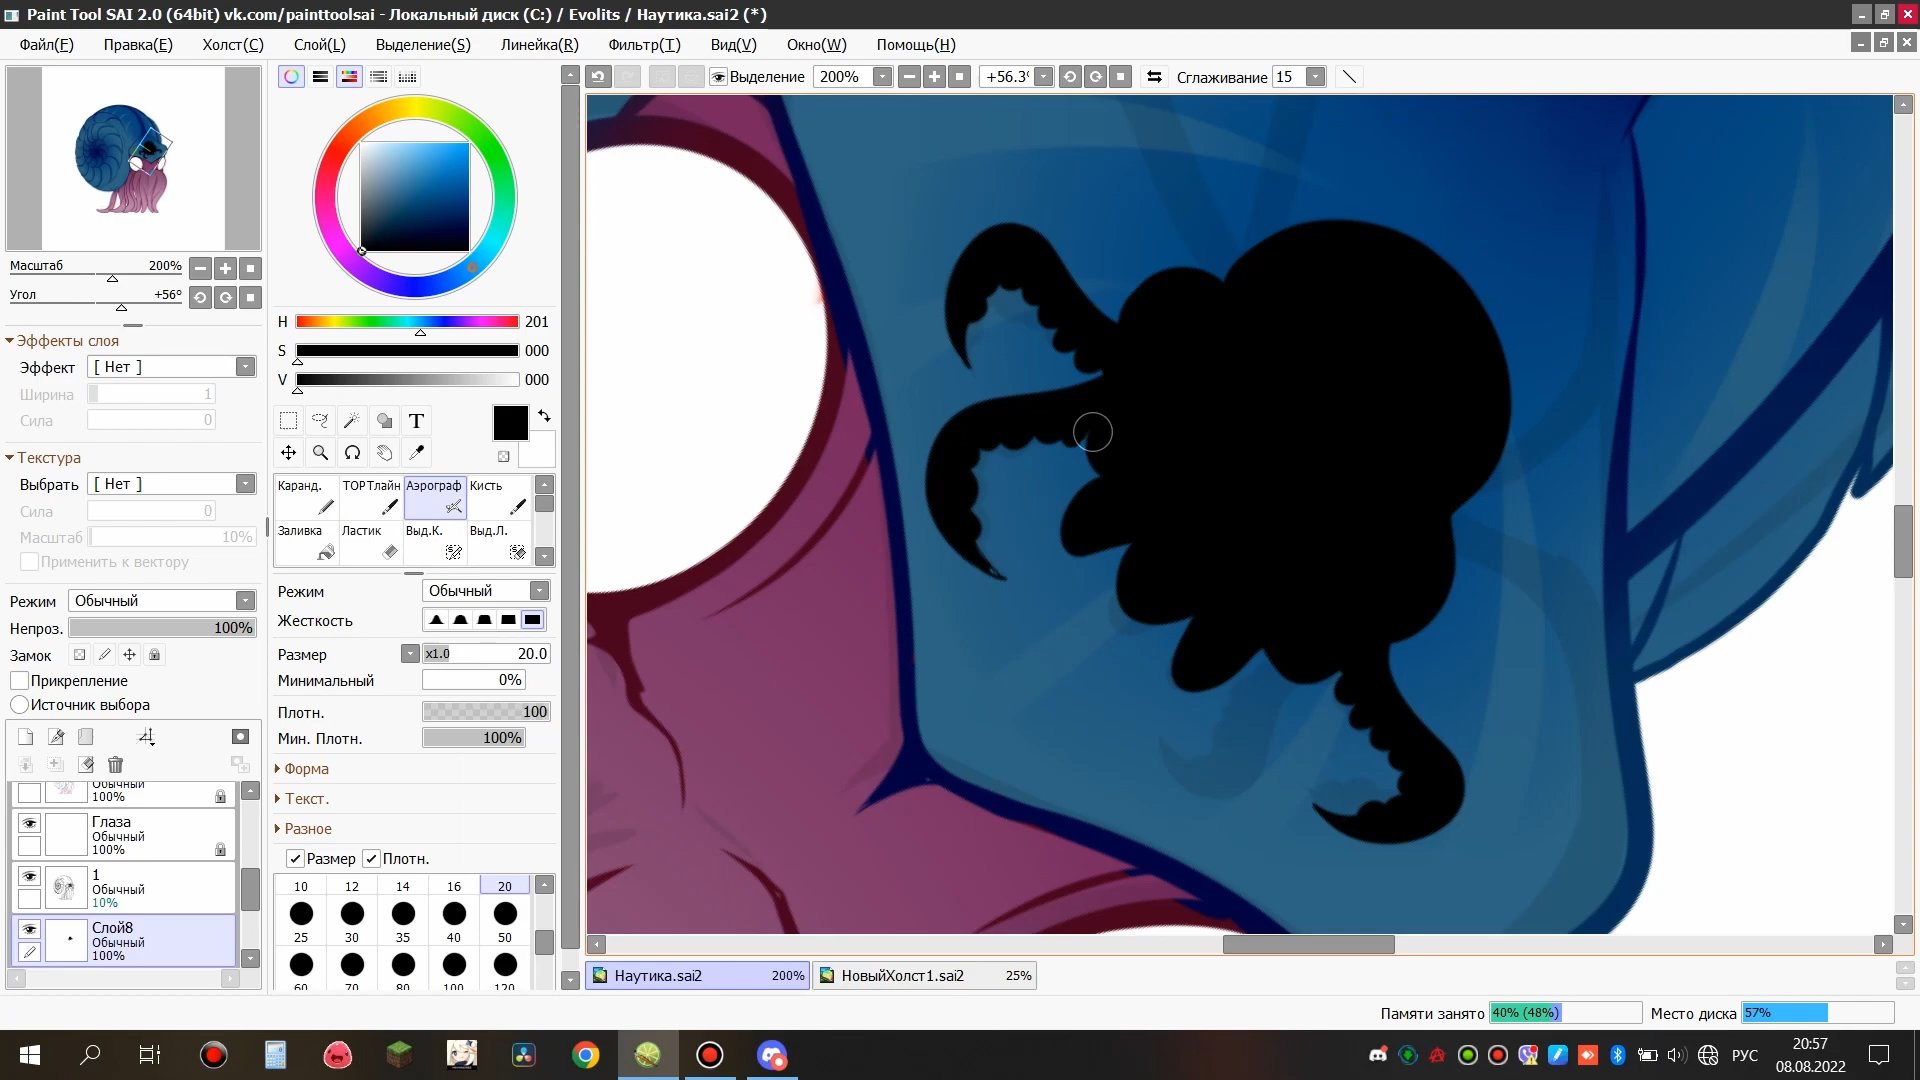 Paint Tool SAI 2.0 (64bit) vk.com/painttoolsai - Локальный диск (C:) / Evolits / Наутика.sai2 (*)
Файл(F) Правка(E) Холст(C) Слой(L) Выделение(S) Линейка(R) Фильтр(T) Вид(V) Окно(W) Помощь(H)
Выделение 200% +56.3° Сглаживание 15
Масштаб 200%
Угол +56°
Эффекты слоя
Эффект [ Нет ]
Ширина 1
Сила 0
Текстура
Выбрать [ Нет ]
Сила 0
Масштаб 10%
Применить к вектору
Режим Обычный
Непроз. 100%
Замок
Прикрепление
Источник выбора
Обычный
100%
Глаза
Обычный
100%
1
Обычный
10%
Слой8
Обычный
100%
H 201
S 000
V 000
T
Каранд. TOPТлайн Аэрограф Кисть
Заливка Ластик Выд.К. Выд.Л.
Режим Обычный
Жесткость
Размер x1.0 20.0
Минимальный 0%
Плотн. 100
Мин. Плотн. 100%
Форма
Текст.
Разное
Размер Плотн.
10 12 14 16 20
25 30 35 40 50
60 70 80 100 120
Наутика.sai2 200% НовыйХолст1.sai2 25%
Памяти занято 40% (48%) Место диска 57%
РУС
20:57
08.08.2022